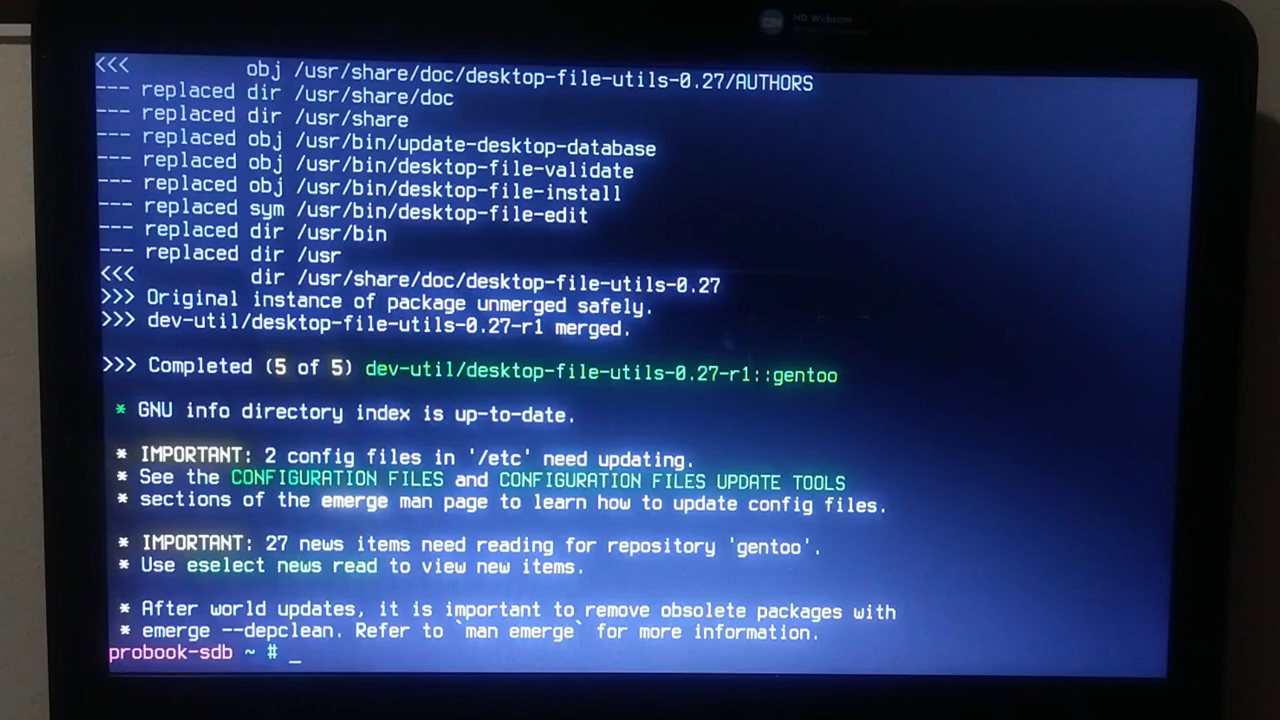 HD Webcam
<<< obj /usr/share/doc/desktop-file-utils-0.27/AUTHORS
--- replaced dir /usr/share/doc
--- replaced dir /usr/share
--- replaced obj /usr/bin/update-desktop-database
--- replaced obj /usr/bin/desktop-file-validate
--- replaced obj /usr/bin/desktop-file-install
--- replaced sym /usr/bin/desktop-file-edit
--- replaced dir /usr/bin
--- replaced dir /usr
<<< dir /usr/share/doc/desktop-file-utils-0.27
>>> Original instance of package unmerged safely.
>>> dev-util/desktop-file-utils-0.27-r1 merged.
>>> Completed (5 of 5) dev-util/desktop-file-utils-0.27-r1::gentoo
* GNU info directory index is up-to-date.
* IMPORTANT: 2 config files in '/etc' need updating.
* See the CONFIGURATION FILES and CONFIGURATION FILES UPDATE TOOLS
* sections of the emerge man page to learn how to update config files.
* IMPORTANT: 27 news items need reading for repository 'gentoo'.
* Use eselect news read to view new items.
* After world updates, it is important to remove obsolete packages with
* emerge --depclean. Refer to `man emerge` for more information.
probook-sdb ~ # _